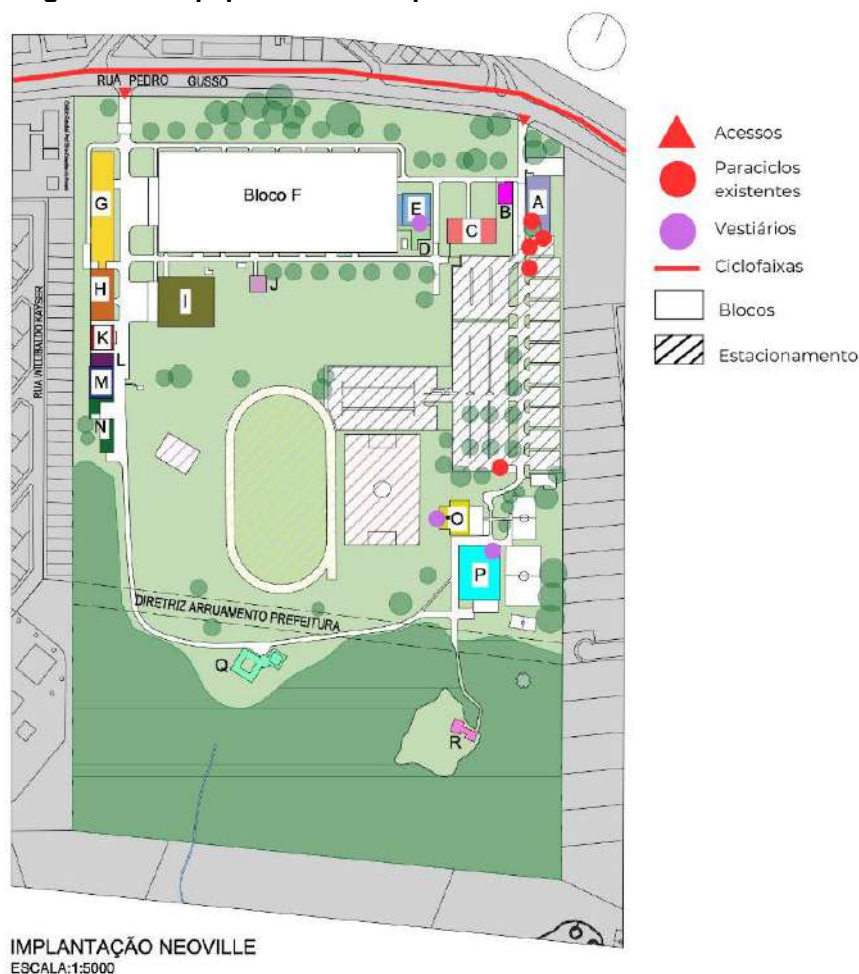 RUA PEDRO GUSSO
Bloco F
G
E
B
A
C
D
H
I
J
K
L
M
N
O
P
Q
R
RUA WILLIBALDO KAYSER
DIRETRIZ ARRUAMENTO PREFEITURA
Acessos
Paraciclos
existentes
Vestiários
Ciclofaixas
Blocos
Estacionamento
IMPLANTAÇÃO NEOVILLE
ESCALA:1:5000